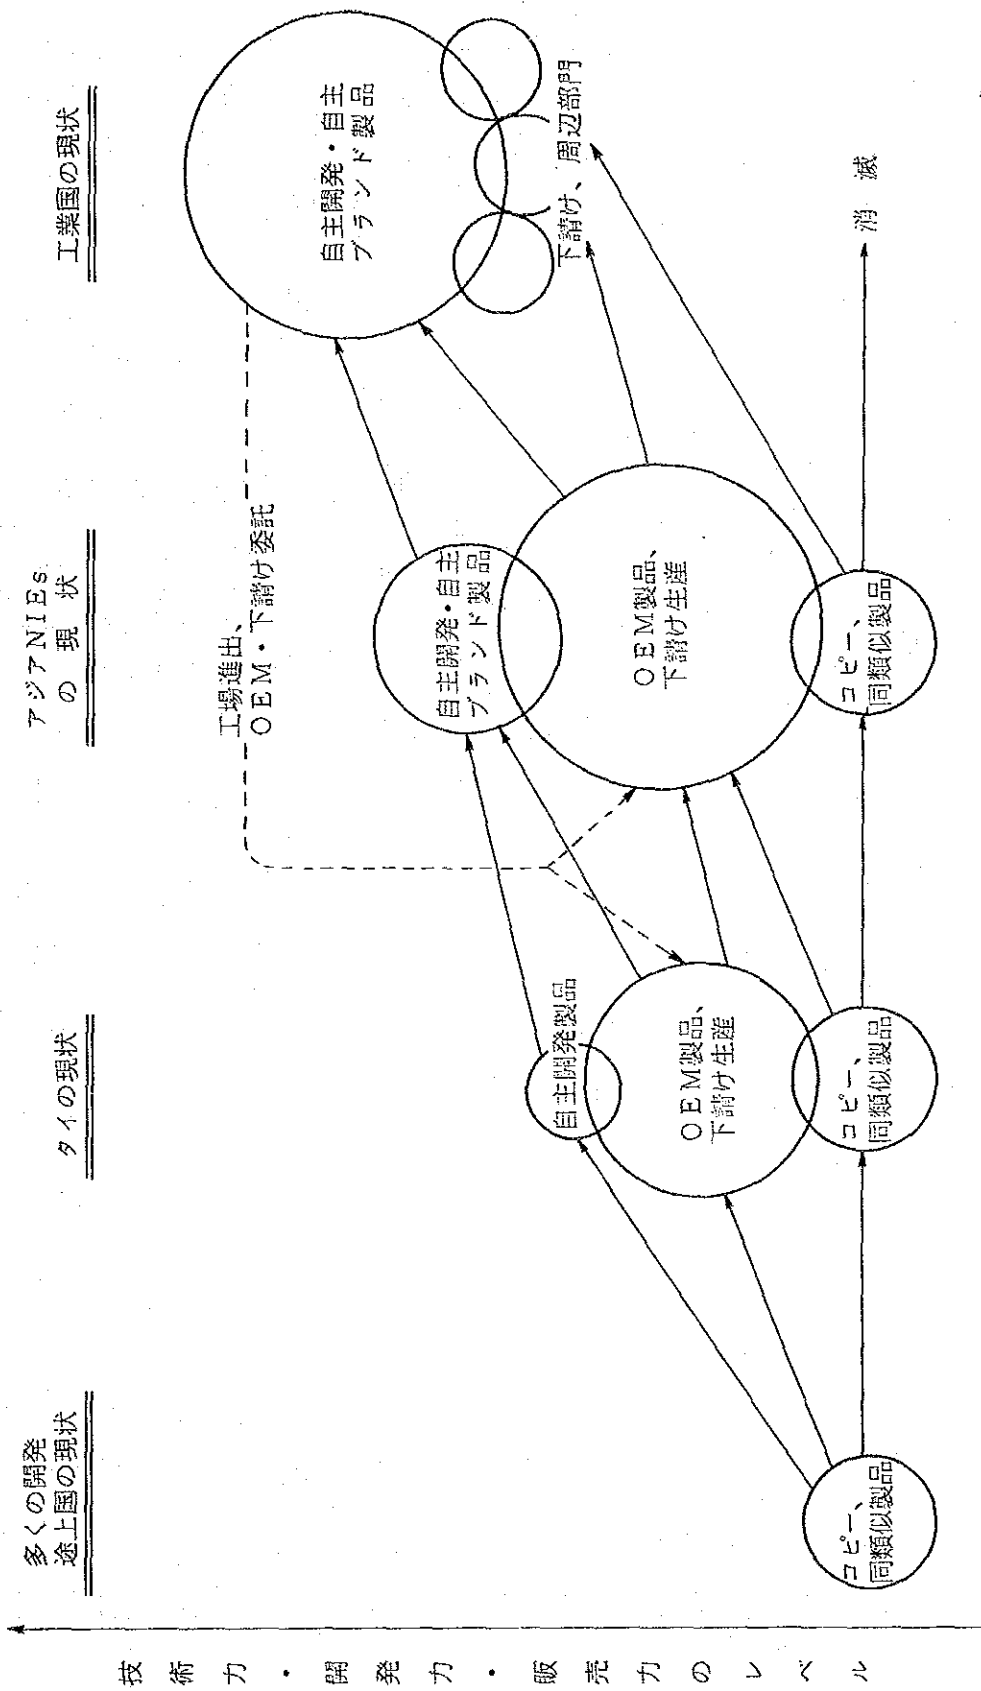 多くの開発
途上国の現状
タイの現状
アジアNIEs
の現状
工業国の現状
技術力・開発力・販売力のレベル
コピー、
同類似製品
自主開発製品
OEM製品、
下請け生産
コピー、
同類似製品
工場進出、
OEM・下請け委託
自主開発・自主
ブランド製品
OEM製品、
下請け生産
コピー、
同類似製品
自主開発・自主
ブランド製品
下請け、周辺部門
消滅